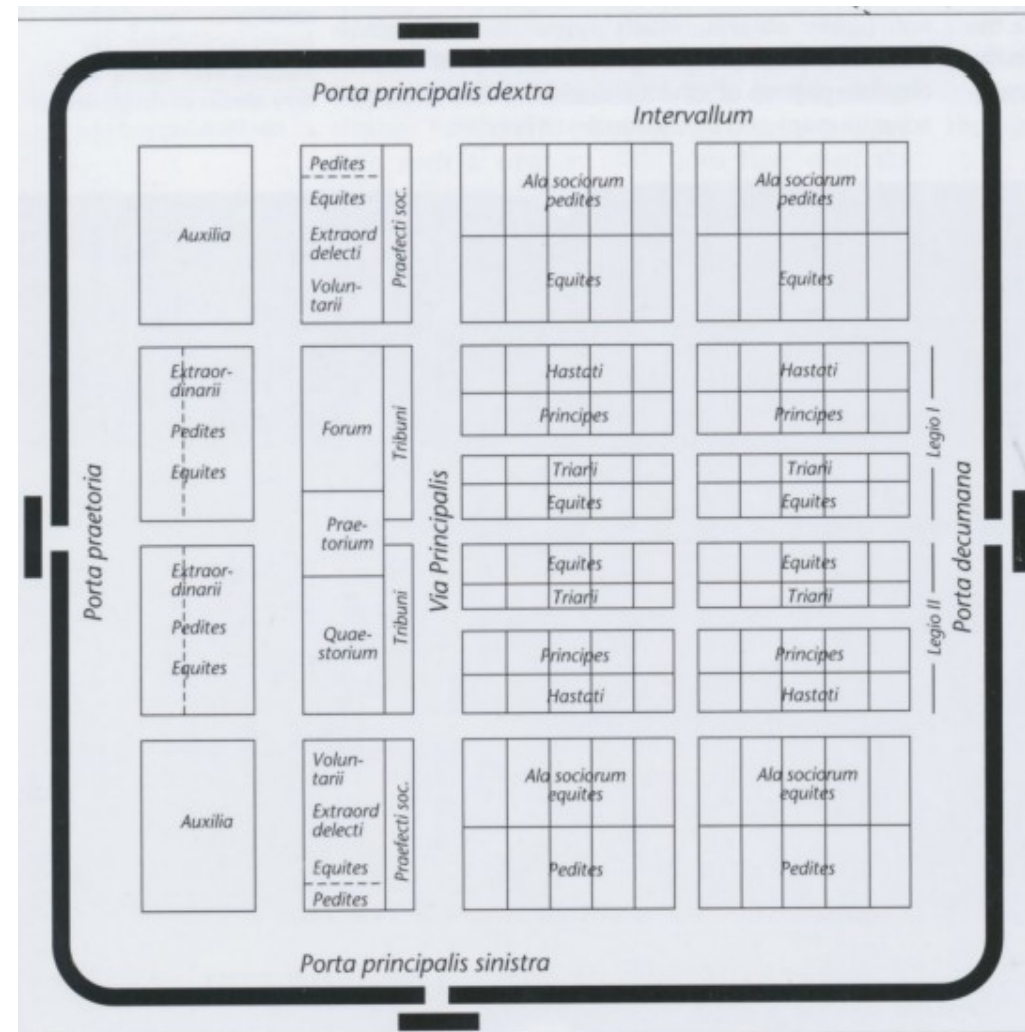 Porta principalis dextra
Intervallum
Auxilia
Pedites
Equites
Extraord
delecti
Volun-
tarii
Praefecti soc.
Ala sociorum
pedites
Equites
Ala sociorum
pedites
Equites
Extraor-
dinarii
Pedites
Equites
Forum
Tribuni
Prae-
torium
Hastati
Principes
Triarii
Equites
Hastati
Principes
Triarii
Equites
Legio I
Porta praetoria
Via Principalis
Porta decumana
Extraor-
dinarii
Pedites
Equites
Quae-
storium
Tribuni
Equites
Triarii
Principes
Hastati
Equites
Triarii
Principes
Hastati
Legio II
Auxilia
Volun-
tarii
Extraord
delecti
Equites
Pedites
Praefecti soc.
Ala sociorum
equites
Pedites
Ala sociorum
equites
Pedites
Porta principalis sinistra